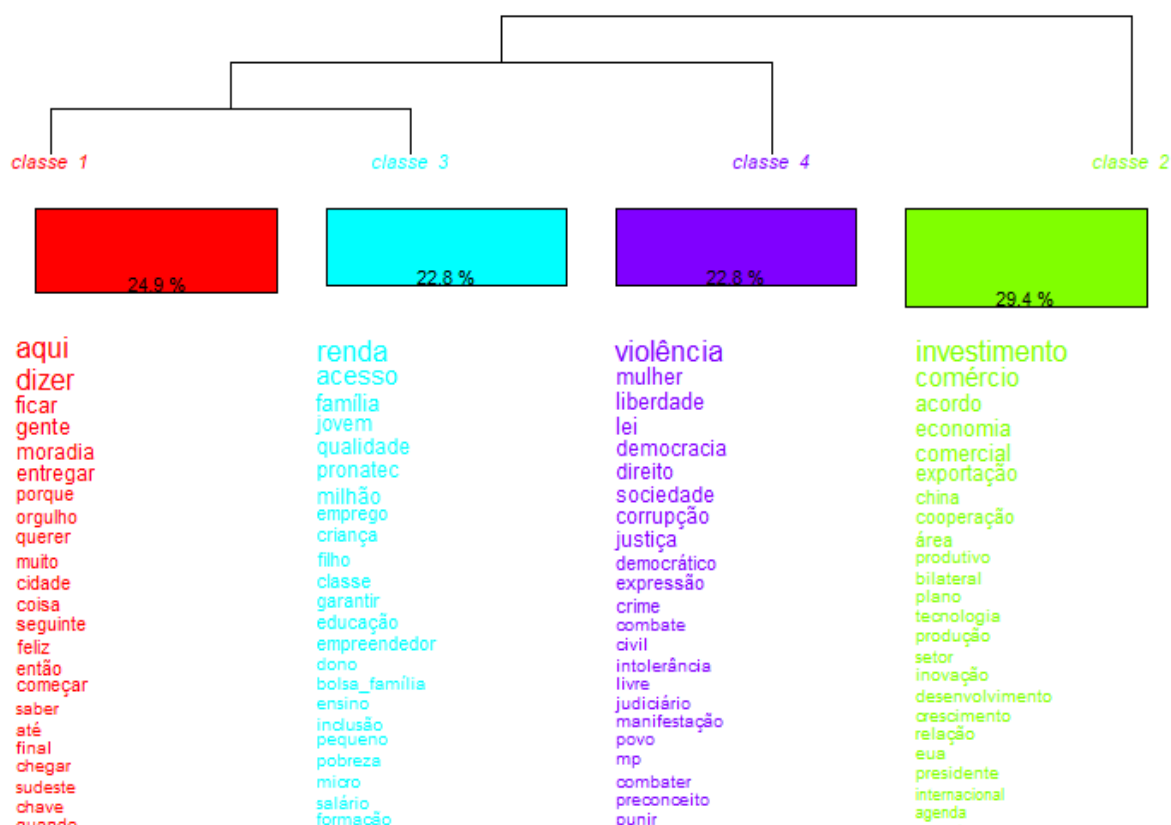 classe 1
classe 3
classe 4
classe 2
24.9 %
22.8 %
22.8 %
29.4 %
aqui
dizer
ficar
gente
moradia
entregar
porque
orgulho
querer
muito
cidade
coisa
seguinte
feliz
então
começar
saber
até
final
chegar
sudeste
chave
quando
renda
acesso
família
jovem
qualidade
pronatec
milhão
emprego
criança
filho
classe
garantir
educação
empreendedor
dono
bolsa_família
ensino
inclusão
pequeno
pobreza
micro
salário
formação
violência
mulher
liberdade
lei
democracia
direito
sociedade
corrupção
justiça
democrático
expressão
crime
combate
civil
intolerância
livre
judiciário
manifestação
povo
mp
combater
preconceito
punir
investimento
comércio
acordo
economia
comercial
exportação
china
cooperação
área
produtivo
bilateral
plano
tecnologia
produção
setor
inovação
desenvolvimento
crescimento
relação
eua
presidente
internacional
agenda